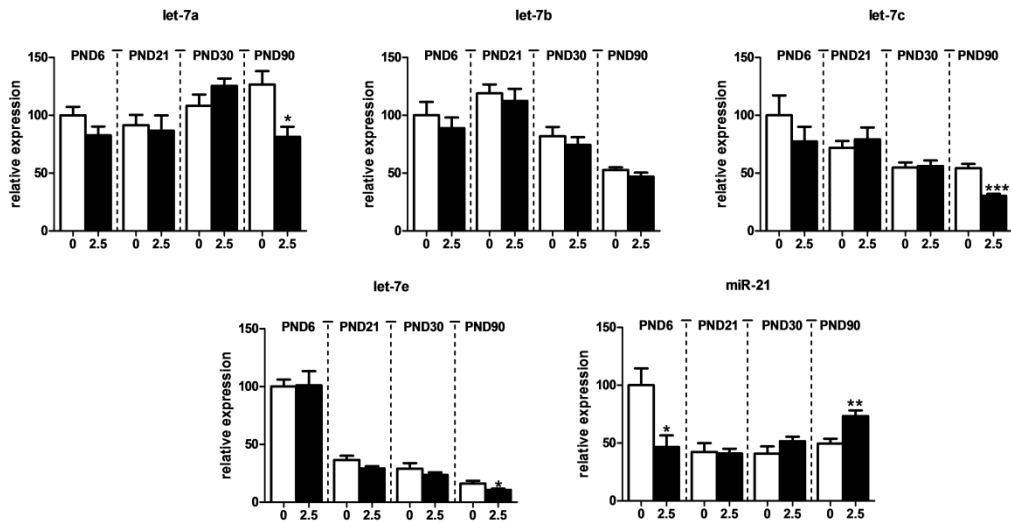 let-7a
PND6 PND21 PND30 PND90
relative expression
150
100
50
0
*
0 2.5 0 2.5 0 2.5 0 2.5
let-7b
PND6 PND21 PND30 PND90
relative expression
150
100
50
0
0 2.5 0 2.5 0 2.5 0 2.5
let-7c
PND6 PND21 PND30 PND90
relative expression
150
100
50
0
***
0 2.5 0 2.5 0 2.5 0 2.5
let-7e
PND6 PND21 PND30 PND90
relative expression
150
100
50
0
*
0 2.5 0 2.5 0 2.5 0 2.5
miR-21
PND6 PND21 PND30 PND90
relative expression
150
100
50
0
*
**
0 2.5 0 2.5 0 2.5 0 2.5